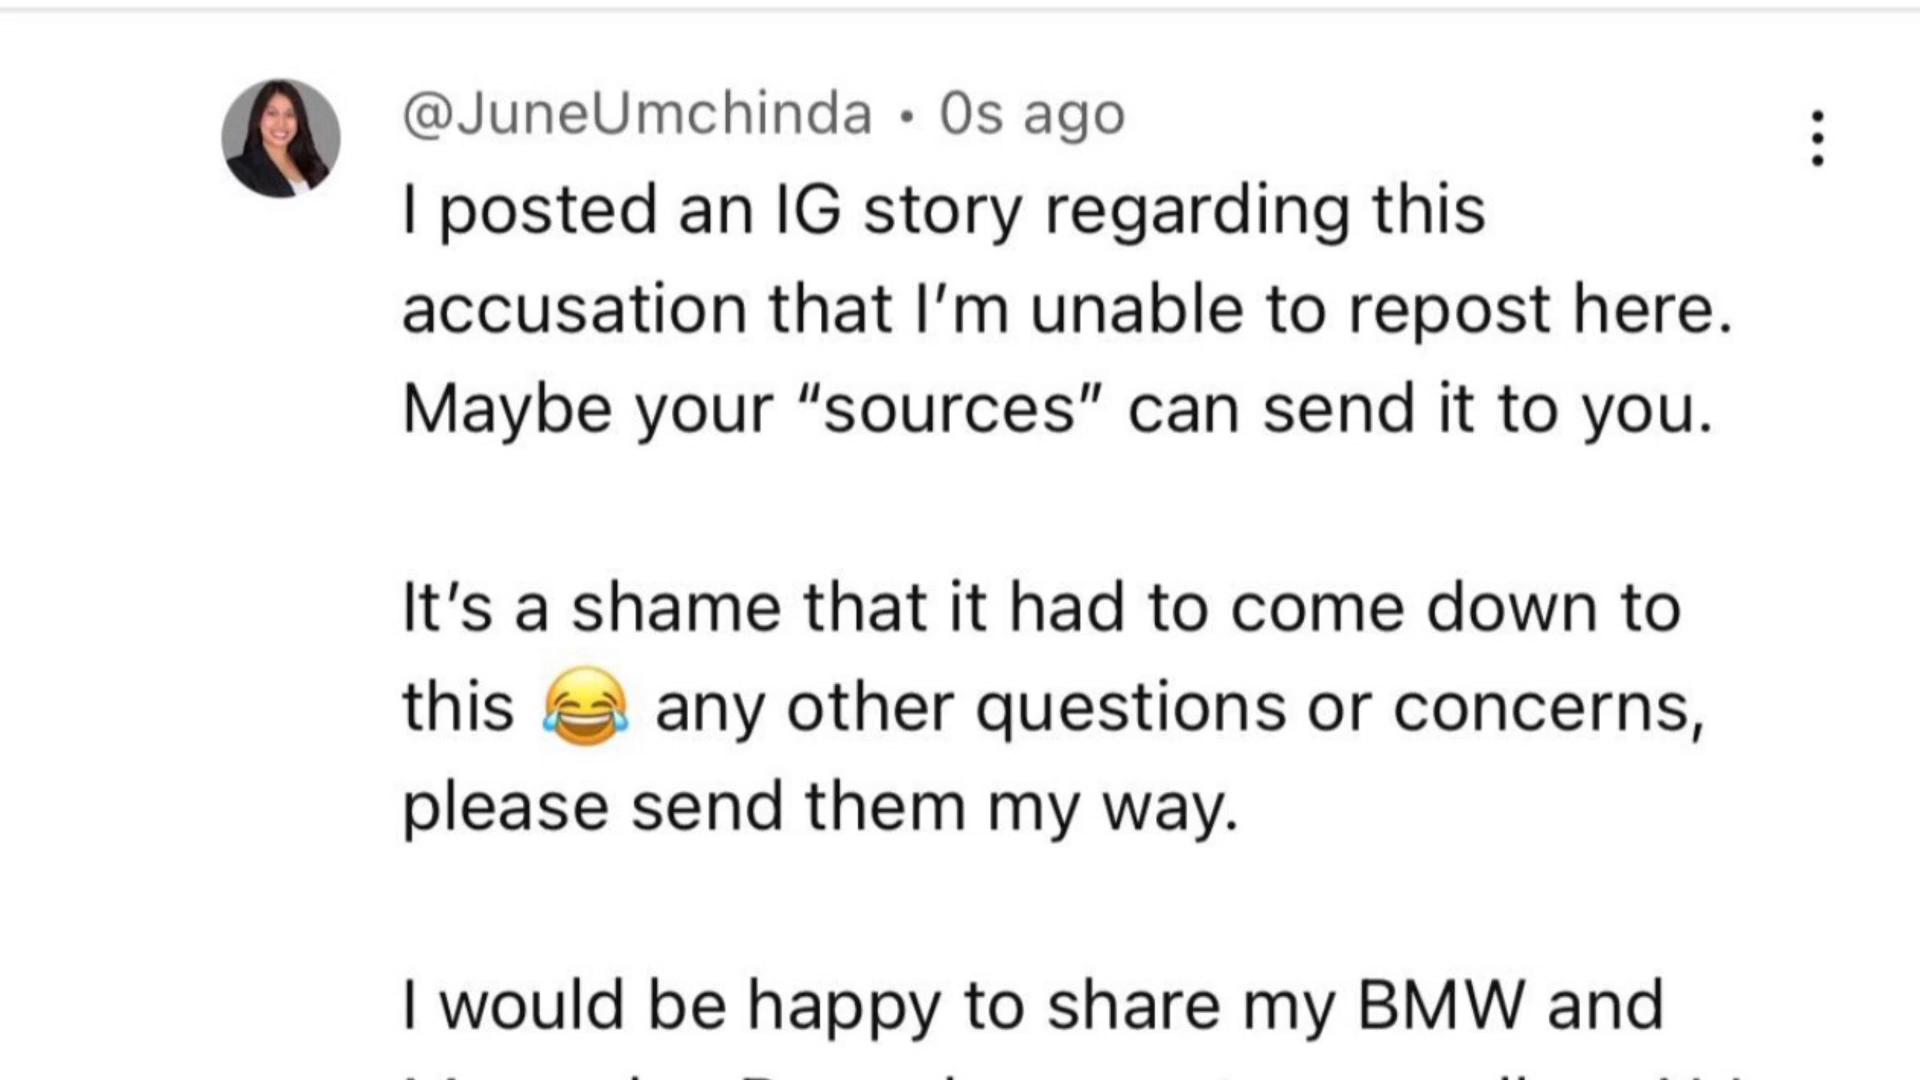 @JuneUmchinda • 0s ago
I posted an IG story regarding this
accusation that I’m unable to repost here.
Maybe your “sources” can send it to you.
It’s a shame that it had to come down to
this 😂 any other questions or concerns,
please send them my way.
I would be happy to share my BMW and